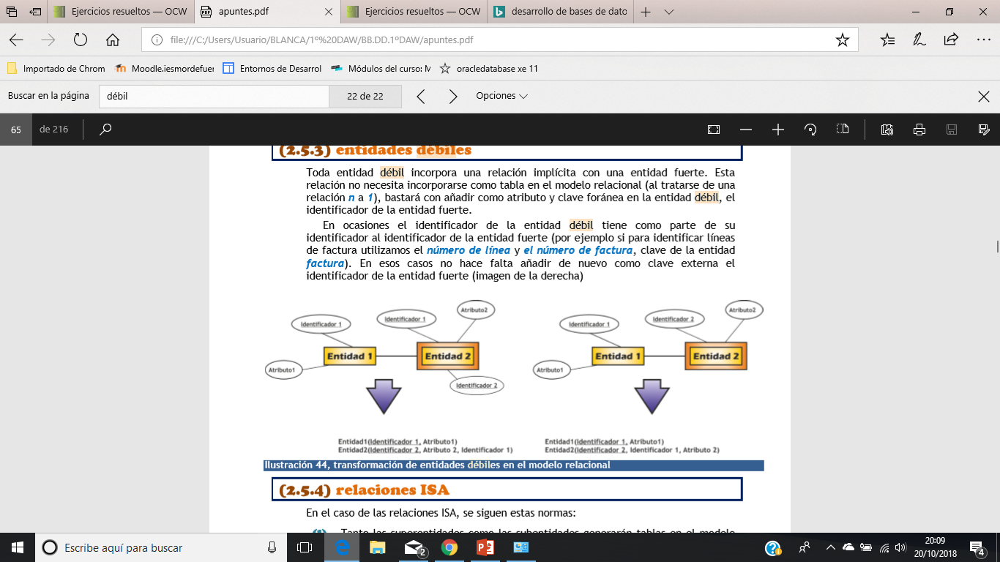 Ejercicios resueltos — OCW
apuntes.pdf
Ejercicios resueltos — OCW
desarrollo de bases de dato
file:///C:/Users/Usuario/BLANCA/1º%20DAW/BB.DD.1ºDAW/apuntes.pdf
Importado de Chrom
Moodle.iesmordefuer
Entornos de Desarrol
Módulos del curso: M
oracledatabase xe 11
Buscar en la página
débil
22 de 22
Opciones
65
de 216
(2.5.3) entidades débiles
Toda entidad débil incorpora una relación implícita con una entidad fuerte. Esta
relación no necesita incorporarse como tabla en el modelo relacional (al tratarse de una
relación n a 1), bastará con añadir como atributo y clave foránea en la entidad débil, el
identificador de la entidad fuerte.
En ocasiones el identificador de la entidad débil tiene como parte de su
identificador al identificador de la entidad fuerte (por ejemplo si para identificar líneas
de factura utilizamos el número de línea y el número de factura, clave de la entidad
factura). En esos casos no hace falta añadir de nuevo como clave externa el
identificador de la entidad fuerte (imagen de la derecha)
Identificador 1
Identificador 1
Atributo2
Entidad 1
Entidad 2
Atributo1
Identificador 2
Identificador 1
Identificador 2
Atributo2
Entidad 1
Entidad 2
Atributo1
Entidad1(Identificador 1, Atributo1)
Entidad2(Identificador 2, Atributo 2, Identificador 1)
Entidad1(Identificador 1, Atributo1)
Entidad2(Identificador 2, Identificador 1, Atributo 2)
Ilustración 44, transformación de entidades débiles en el modelo relacional
(2.5.4) relaciones ISA
En el caso de las relaciones ISA, se siguen estas normas:
(1) Tanto las superentidades como las subentidades generarán tablas en el modelo
Escribe aquí para buscar
2
20:09
20/10/2018
4